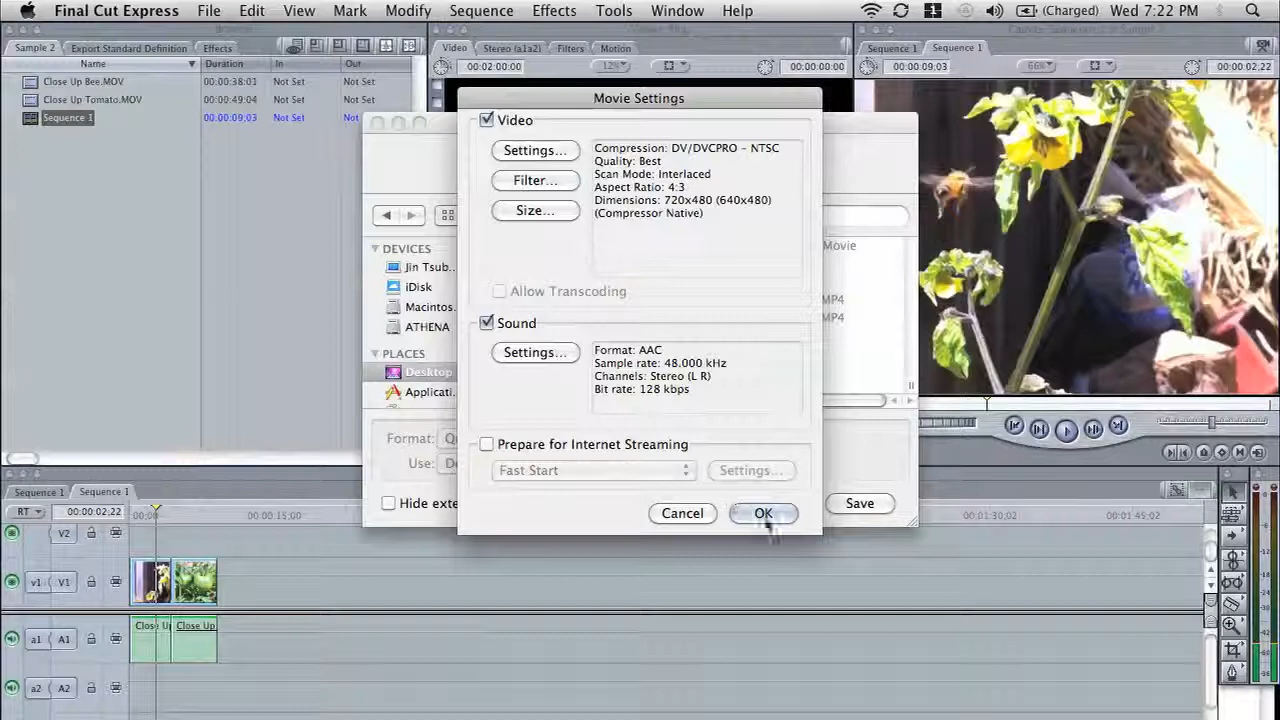 Final Cut Express File Edit View Mark Modify Sequence Effects Tools Window Help (Charged) Wed 7:22 PM
Sample 2 Export Standard Definition Effects
Name Duration In Out
Close Up Bee.MOV 00:00:38:01 Not Set Not Set
Close Up Tomato.MOV 00:00:49:04 Not Set Not Set
Sequence 1 00:00:09;03 Not Set Not Set
Video Stereo (a1a2) Filters Motion
00:02:00:00 12% 00:00:00:00
Sequence 1 Sequence 1
00:00:09;03 66% 00:00:02;22
Movie Settings
Video
Settings...
Filter...
Size...
Compression: DV/DVCPRO - NTSC
Quality: Best
Scan Mode: Interlaced
Aspect Ratio: 4:3
Dimensions: 720x480 (640x480)
(Compressor Native)
Allow Transcoding
Sound
Settings...
Format: AAC
Sample rate: 48.000 kHz
Channels: Stereo (L R)
Bit rate: 128 kbps
Prepare for Internet Streaming
Fast Start Settings...
Cancel OK
DEVICES
Jin Tsub...
iDisk
Macintos...
ATHENA
PLACES
Desktop
Applicati...
Movie
MP4
MP4
Format: Q
Use: De
Hide exte
Save
Sequence 1 Sequence 1
RT 00:00:02;22 00;00 00:00:15;00 00:01:30;02 00:01:45;02
V2
v1 V1
a1 A1 Close U Close Up
a2 A2